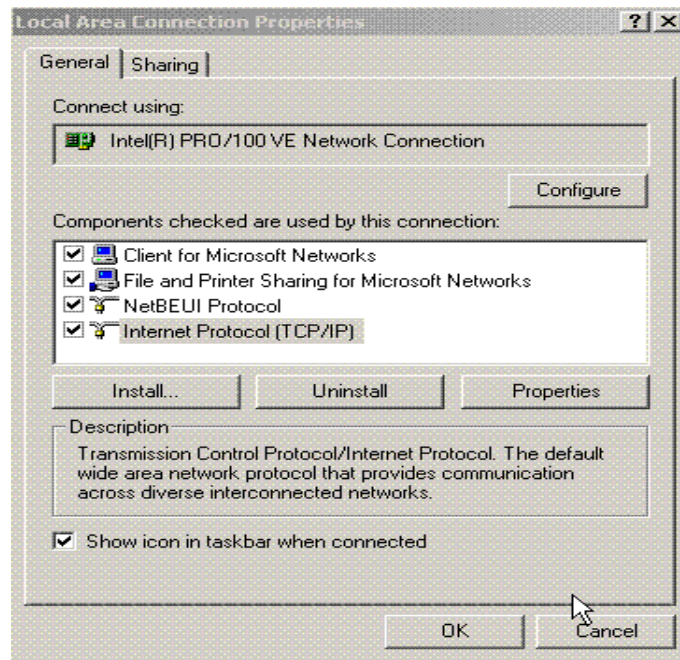 Local Area Connection Properties
General Sharing
Connect using:
Intel(R) PRO/100 VE Network Connection
Configure
Components checked are used by this connection:
Client for Microsoft Networks
File and Printer Sharing for Microsoft Networks
NetBEUI Protocol
Internet Protocol (TCP/IP)
Install... Uninstall Properties
Description
Transmission Control Protocol/Internet Protocol. The default
wide area network protocol that provides communication
across diverse interconnected networks.
Show icon in taskbar when connected
OK Cancel